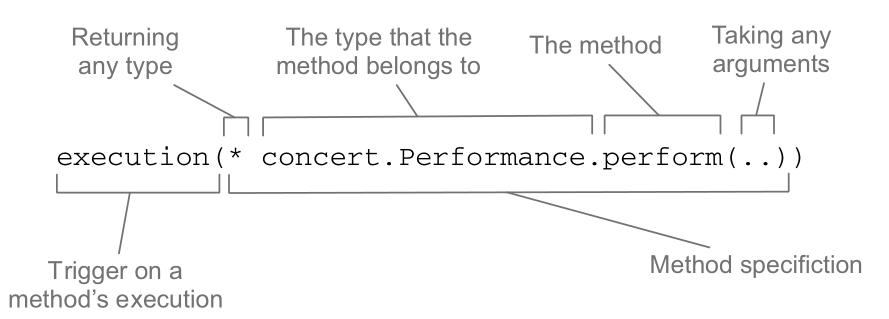 Returning
any type
The type that the
method belongs to
The method
Taking any
arguments
execution(* concert.Performance.perform(..))
Trigger on a
method's execution
Method specifiction